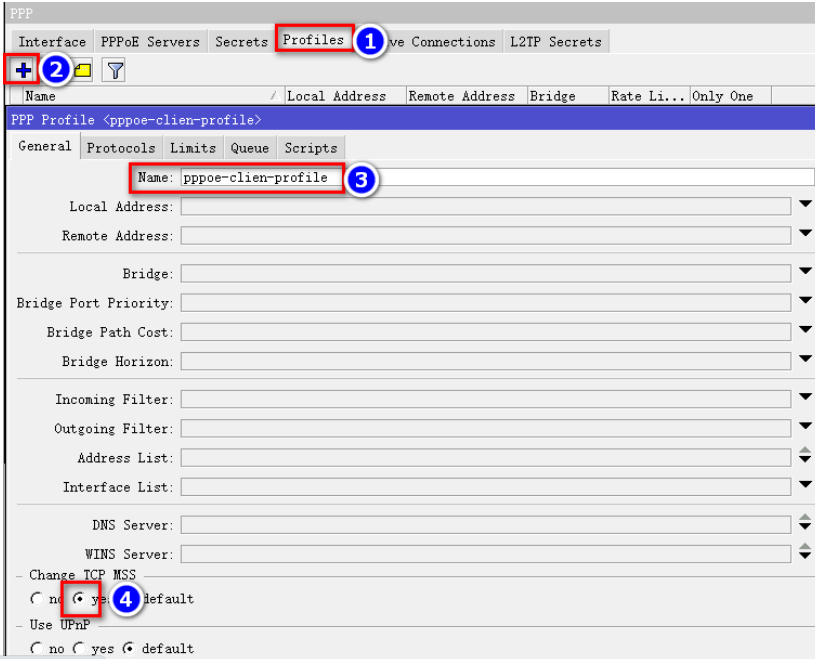 PPP
Interface PPPoE Servers Secrets Profiles 1 ve Connections L2TP Secrets
2
Name Local Address Remote Address Bridge Rate Li... Only One
PPP Profile <pppoe-clien-profile>
General Protocols Limits Queue Scripts
Name: pppoe-clien-profile 3
Local Address:
Remote Address:
Bridge:
Bridge Port Priority:
Bridge Path Cost:
Bridge Horizon:
Incoming Filter:
Outgoing Filter:
Address List:
Interface List:
DNS Server:
WINS Server:
Change TCP MSS
no ye 4 default
Use UPnP
no yes default